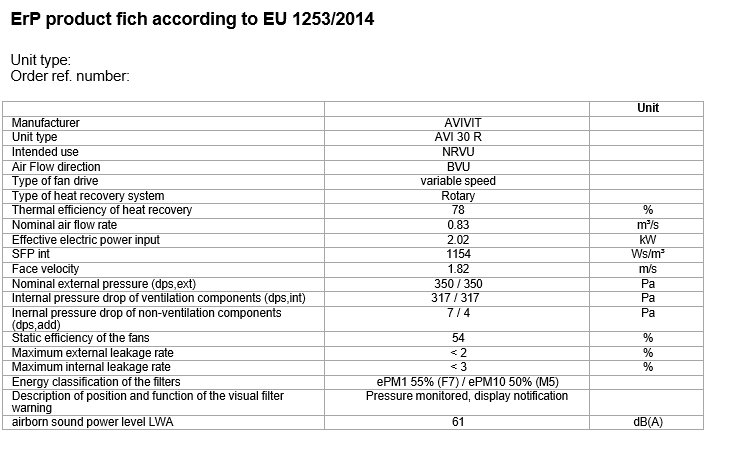 ErP product fich according to EU 1253/2014
Unit type:
Order ref. number:
Unit
Manufacturer AVIVIT
Unit type AVI 30 R
Intended use NRVU
Air Flow direction BVU
Type of fan drive variable speed
Type of heat recovery system Rotary
Thermal efficiency of heat recovery 78 %
Nominal air flow rate 0.83 m³/s
Effective electric power input 2.02 kW
SFP int 1154 Ws/m³
Face velocity 1.82 m/s
Nominal external pressure (dps,ext) 350 / 350 Pa
Internal pressure drop of ventilation components (dps,int) 317 / 317 Pa
Inernal pressure drop of non-ventilation components 7 / 4 Pa
(dps,add)
Static efficiency of the fans 54 %
Maximum external leakage rate < 2 %
Maximum internal leakage rate < 3 %
Energy classification of the filters ePM1 55% (F7) / ePM10 50% (M5)
Description of position and function of the visual filter Pressure monitored, display notification
warning
airborn sound power level LWA 61 dB(A)